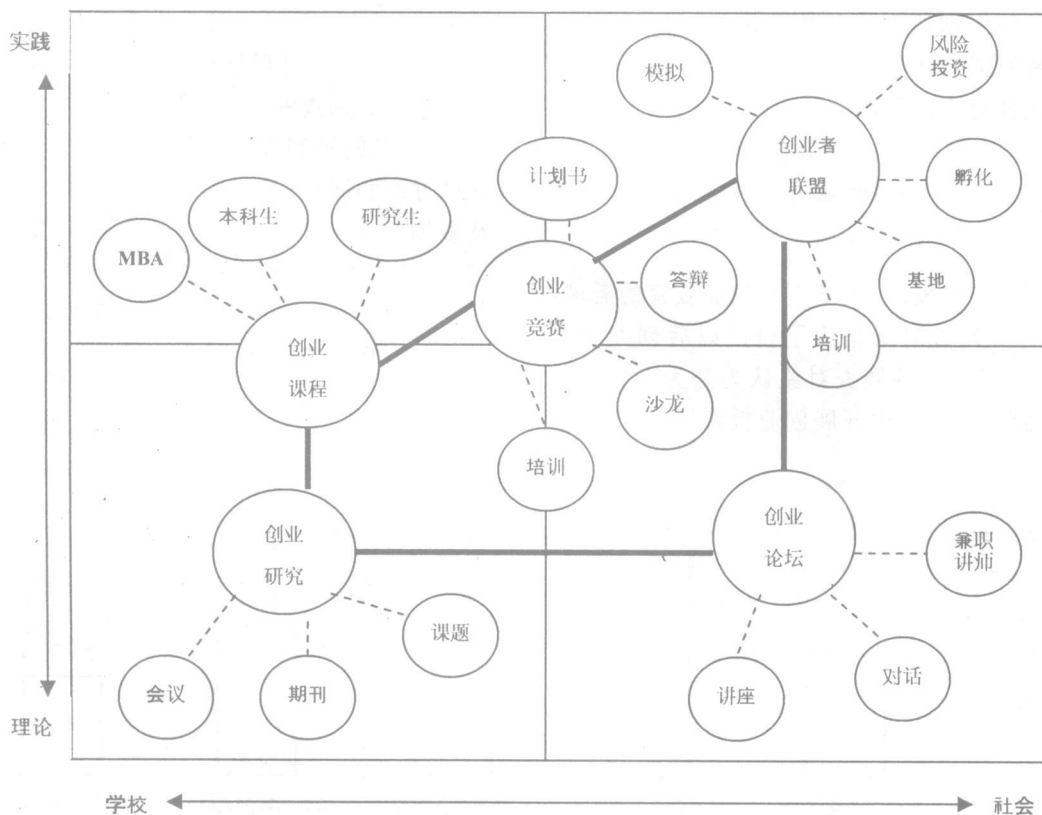 实践
风险
投资
模拟
创业者
联盟
计划书
孵化
本科生
研究生
MBA
答辩
基地
创业
竞赛
创业
课程
培训
沙龙
培训
创业
研究
创业
论坛
兼职
讲师
课题
会议
期刊
讲座
对话
理论
学校
社会